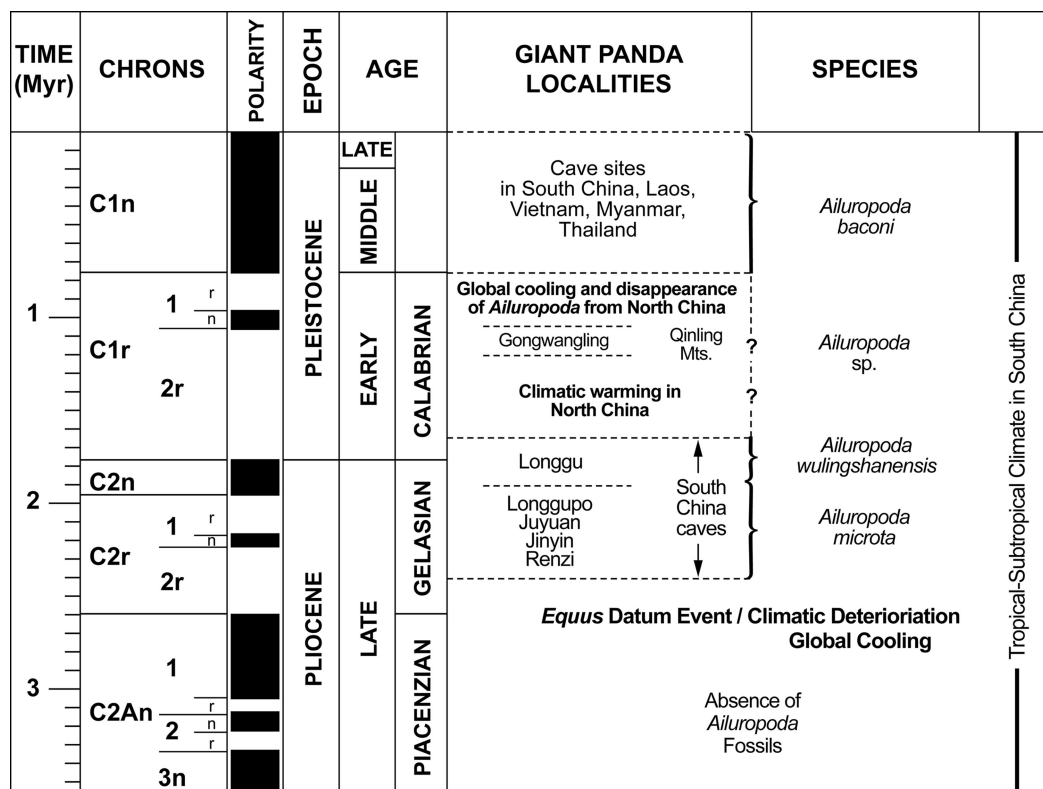 TIME
(Myr)
CHRONS
POLARITY
EPOCH
AGE
GIANT PANDA
LOCALITIES
SPECIES
1
2
3
C1n
1
r
n
C1r
2r
C2n
1
r
n
C2r
2r
1
r
C2An
2
n
r
3n
PLEISTOCENE
PLIOCENE
LATE
MIDDLE
EARLY
LATE
CALABRIAN
GELASIAN
PIACENZIAN
Cave sites
in South China, Laos,
Vietnam, Myanmar,
Thailand
Ailuropoda
baconi
Global cooling and disappearance
of Ailuropoda from North China
Gongwangling
Qinling
Mts.
?
Ailuropoda
sp.
Climatic warming in
North China
?
Longgu
Ailuropoda
wulingshanensis
Longgupo
Juyuan
Jinyin
Renzi
South
China
caves
Ailuropoda
microta
Equus Datum Event / Climatic Deterioriation
Global Cooling
Absence of
Ailuropoda
Fossils
Tropical-Subtropical Climate in South China